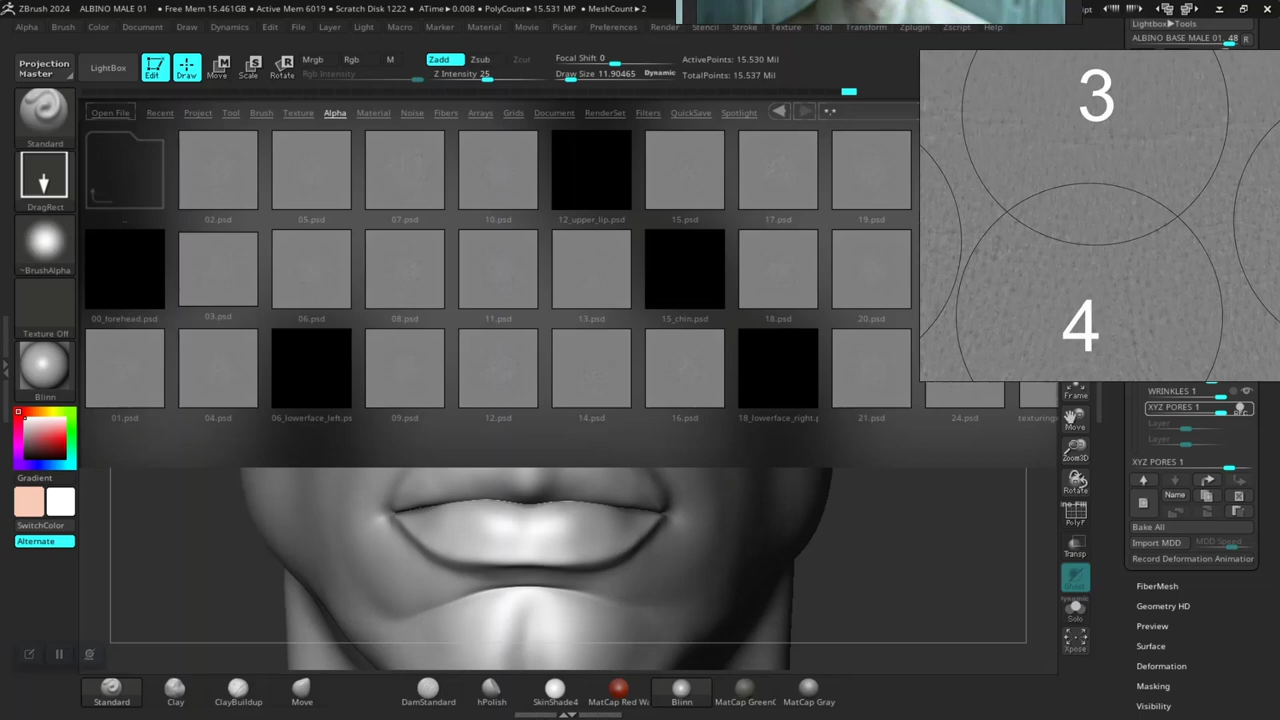 ZBrush 2024 ALBINO MALE 01 • Free Mem 15.461GB • Active Mem 6019 • Scratch Disk 1222 • ATime▸0.008 • PolyCount▸15.531 MP • MeshCount▸2
Alpha Brush Color Document Draw Dynamics Edit File Layer Light Macro Marker Material Movie Picker Preferences Render Stencil Stroke Texture Tool Transform Zplugin Zscript Help
Lightbox▶Tools
ALBINO BASE MALE 01. 48 R
Projection Master
LightBox
Edit
Draw
Move
Scale
Rotate
Mrgb Rgb M
Rgb Intensity
Zadd Zsub Zcut
Z Intensity 25
Focal Shift 0
Draw Size 11.90465 Dynamic
ActivePoints: 15.530 Mil
TotalPoints: 15.537 Mil
Open File Recent Project Tool Brush Texture Alpha Material Noise Fibers Arrays Grids Document RenderSet Filters QuickSave Spotlight
Standard
DragRect
~BrushAlpha
Texture Off
Blinn
Gradient
SwitchColor
Alternate
.. 02.psd 05.psd 07.psd 10.psd 12_upper_lip.psd 15.psd 17.psd 19.psd
00_forehead.psd 03.psd 06.psd 08.psd 11.psd 13.psd 15_chin.psd 18.psd 20.psd
01.psd 04.psd 06_lowerface_left.ps 09.psd 12.psd 14.psd 16.psd 18_lowerface_right.p 21.psd 24.psd
3
4
Frame
Move
Zoom3D
Rotate
PolyF
Transp
Ghost
Solo
Xpose
WRINKLES 1
XYZ PORES 1
Layer
Layer
XYZ PORES 1
Name
Bake All
Import MDD MDD Speed
Record Deformation Animation
FiberMesh
Geometry HD
Preview
Surface
Deformation
Masking
Visibility
Standard Clay ClayBuildup Move DamStandard hPolish SkinShade4 MatCap Red Wa Blinn MatCap GreenC MatCap Gray